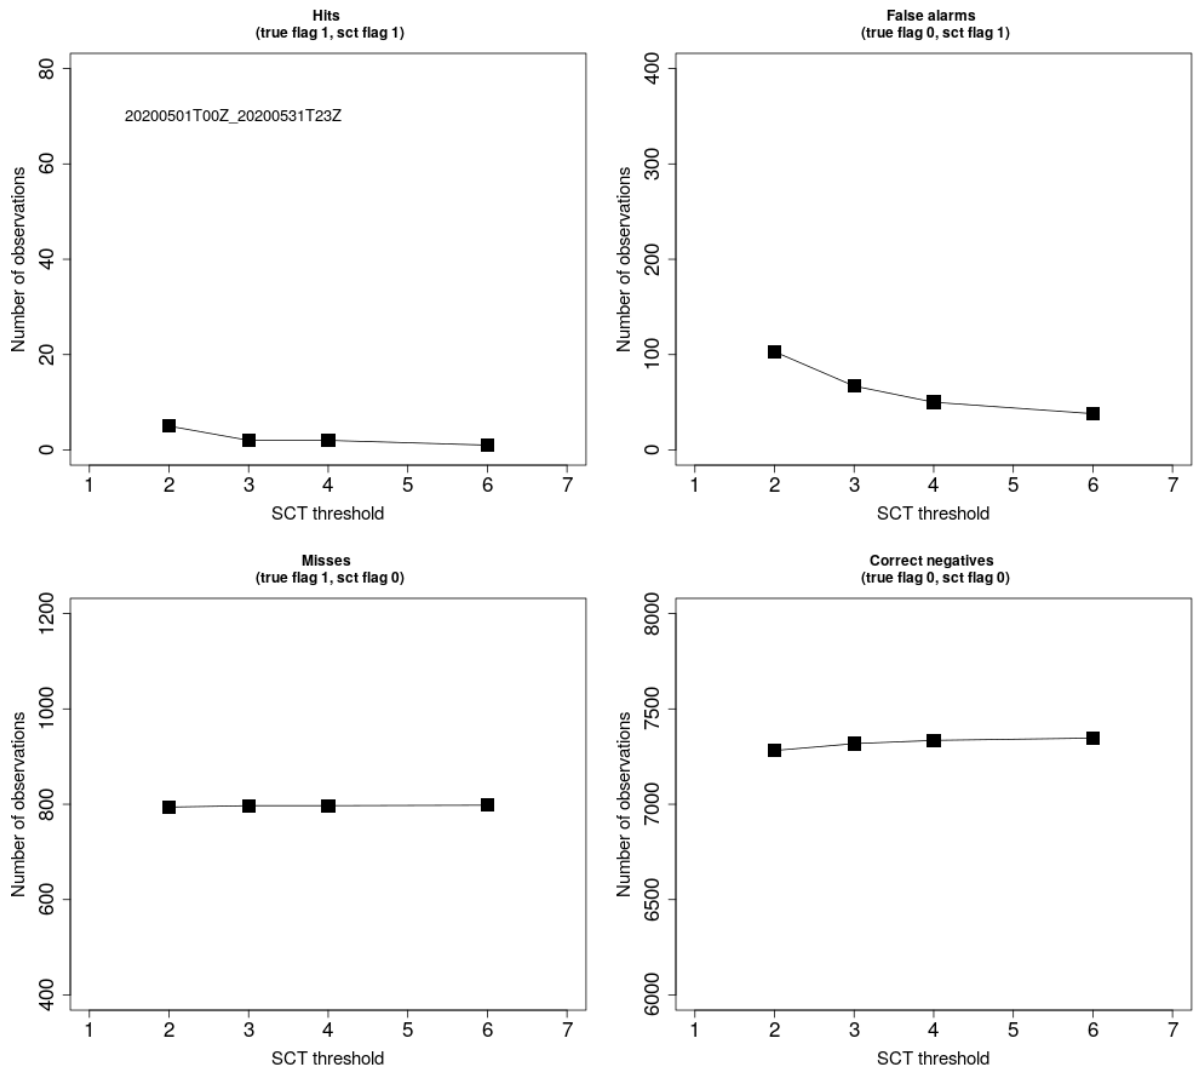 Hits
(true flag 1, sct flag 1)
Number of observations
80
60
40
20
0
20200501T00Z_20200531T23Z
1 2 3 4 5 6 7
SCT threshold
False alarms
(true flag 0, sct flag 1)
Number of observations
400
300
200
100
0
1 2 3 4 5 6 7
SCT threshold
Misses
(true flag 1, sct flag 0)
Number of observations
1200
1000
800
600
400
1 2 3 4 5 6 7
SCT threshold
Correct negatives
(true flag 0, sct flag 0)
Number of observations
8000
7500
7000
6500
6000
1 2 3 4 5 6 7
SCT threshold